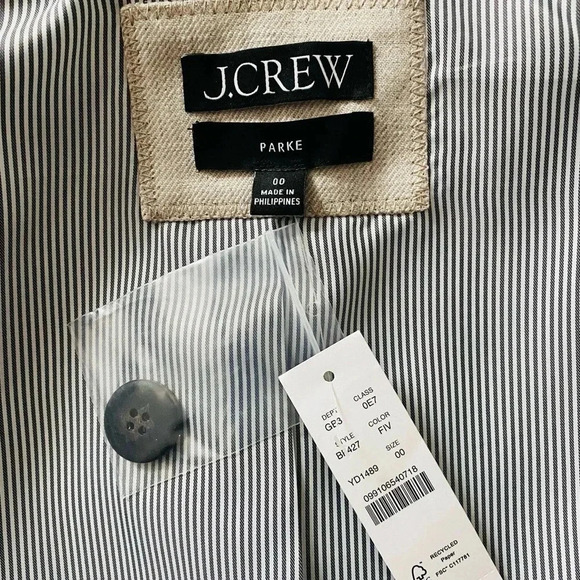 J.CREW
PARKE
00
MADE IN
PHILIPPINES
DEPT CLASS
GF3 0E7
STYLE COLOR
BI427 FIV
SIZE
YD1489 00
099106540718
RECYCLED
Paper
FSC® C117781